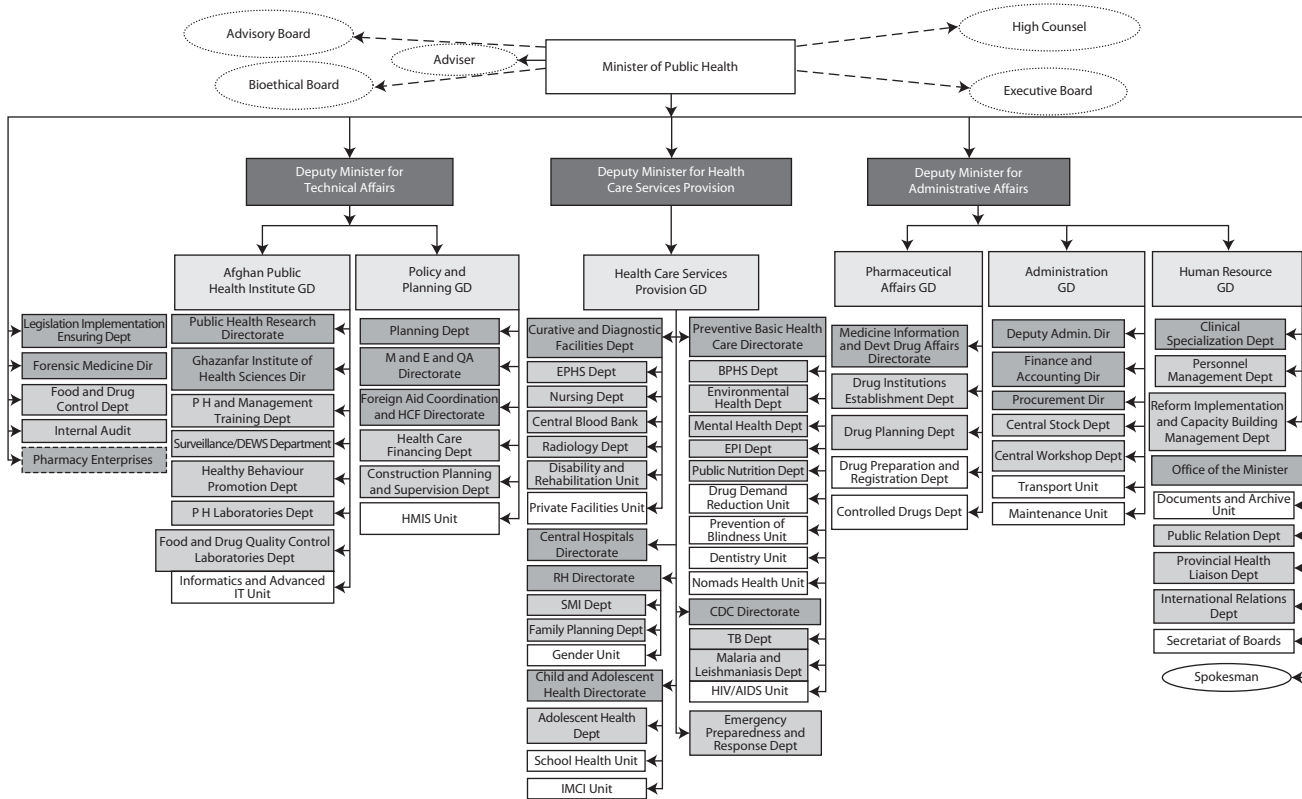 Advisory Board
High Counsel
Adviser
Minister of Public Health
Bioethical Board
Executive Board
Deputy Minister for
Technical Affairs
Deputy Minister for Health
Care Services Provision
Deputy Minister for
Administrative Affairs
Afghan Public
Health Institute GD
Policy and
Planning GD
Health Care Services
Provision GD
Pharmaceutical
Affairs GD
Administration
GD
Human Resource
GD
Legislation Implementation
Ensuring Dept
Forensic Medicine Dir
Food and Drug
Control Dept
Internal Audit
Pharmacy Enterprises
Public Health Research
Directorate
Ghazanfar Institute of
Health Sciences Dir
P H and Management
Training Dept
Surveillance/DEWS Department
Healthy Behaviour
Promotion Dept
P H Laboratories Dept
Food and Drug Quality Control
Laboratories Dept
Informatics and Advanced
IT Unit
Planning Dept
M and E and QA
Directorate
Foreign Aid Coordination
and HCF Directorate
Health Care
Financing Dept
Construction Planning
and Supervision Dept
HMIS Unit
Curative and Diagnostic
Facilities Dept
EPHS Dept
Nursing Dept
Central Blood Bank
Radiology Dept
Disability and
Rehabilitation Unit
Private Facilities Unit
Central Hospitals
Directorate
RH Directorate
SMI Dept
Family Planning Dept
Gender Unit
Child and Adolescent
Health Directorate
Adolescent Health
Dept
School Health Unit
IMCI Unit
Preventive Basic Health
Care Directorate
BPHS Dept
Environmental
Health Dept
Mental Health Dept
EPI Dept
Public Nutrition Dept
Drug Demand
Reduction Unit
Prevention of
Blindness Unit
Dentistry Unit
Nomads Health Unit
CDC Directorate
TB Dept
Malaria and
Leishmaniasis Dept
HIV/AIDS Unit
Emergency
Preparedness and
Response Dept
Medicine Information
and Devt Drug Affairs
Directorate
Drug Institutions
Establishment Dept
Drug Planning Dept
Drug Preparation and
Registration Dept
Controlled Drugs Dept
Deputy Admin. Dir
Finance and
Accounting Dir
Procurement Dir
Central Stock Dept
Central Workshop Dept
Transport Unit
Maintenance Unit
Clinical
Specialization Dept
Personnel
Management Dept
Reform Implementation
and Capacity Building
Management Dept
Office of the Minister
Documents and Archive
Unit
Public Relation Dept
Provincial Health
Liaison Dept
International Relations
Dept
Secretariat of Boards
Spokesman